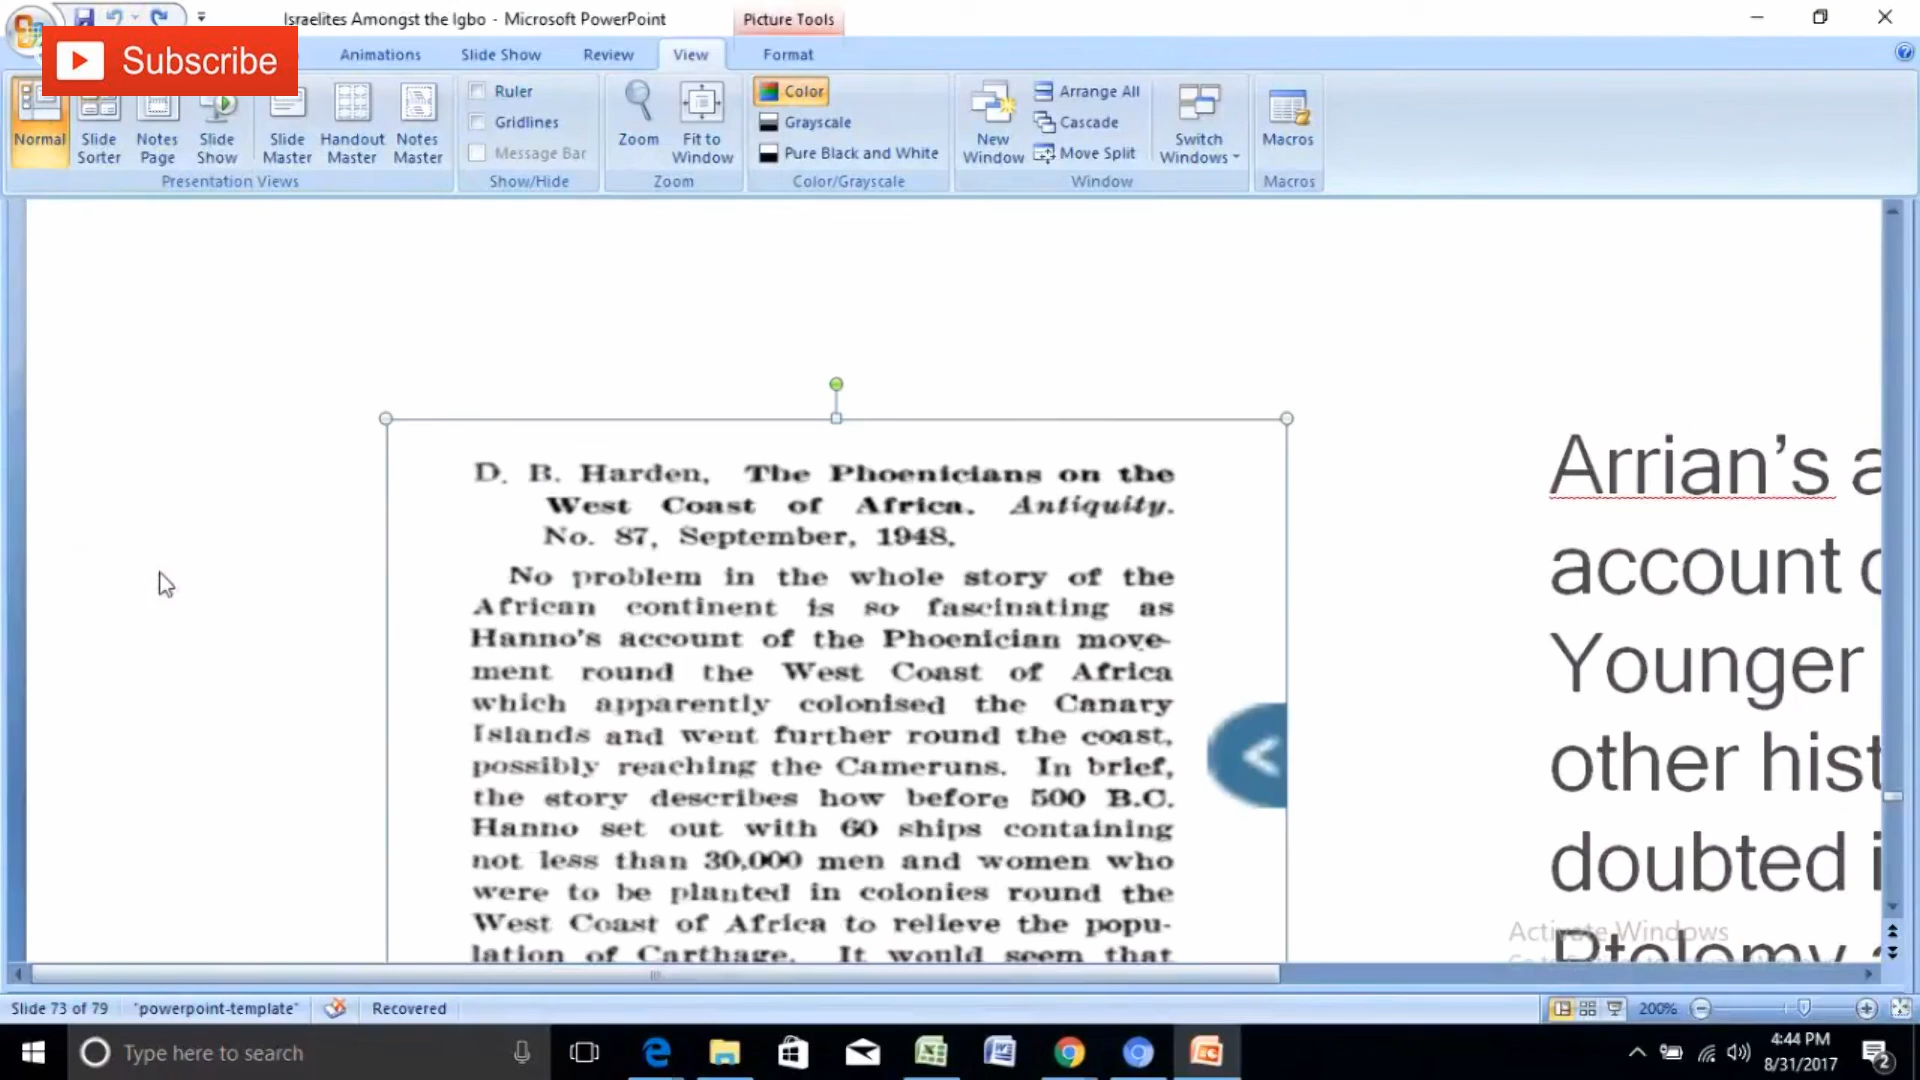 Israelites Amongst the Igbo - Microsoft PowerPoint
Picture Tools
Subscribe
Animations
Slide Show
Review
View
Format
Normal
Slide Sorter
Notes Page
Slide Show
Slide Master
Handout Master
Notes Master
Presentation Views
Ruler
Gridlines
Message Bar
Show/Hide
Zoom
Fit to Window
Zoom
Color
Grayscale
Pure Black and White
Color/Grayscale
New Window
Arrange All
Cascade
Move Split
Switch Windows
Window
Macros
Macros
D. B. Harden, The Phoenicians on the
West Coast of Africa. Antiquity.
No. 87, September, 1948.
No problem in the whole story of the
African continent is so fascinating as
Hanno's account of the Phoenician move-
ment round the West Coast of Africa
which apparently colonised the Canary
Islands and went further round the coast,
possibly reaching the Cameruns. In brief,
the story describes how before 500 B.C.
Hanno set out with 60 ships containing
not less than 30,000 men and women who
were to be planted in colonies round the
West Coast of Africa to relieve the popu-
lation of Carthage. It would seem that
Arrian's a
account
Younger
other hist
doubted i
Ptolemy
Activate Windows
Slide 73 of 79
"powerpoint-template"
Recovered
200%
Type here to search
4:44 PM
8/31/2017
2